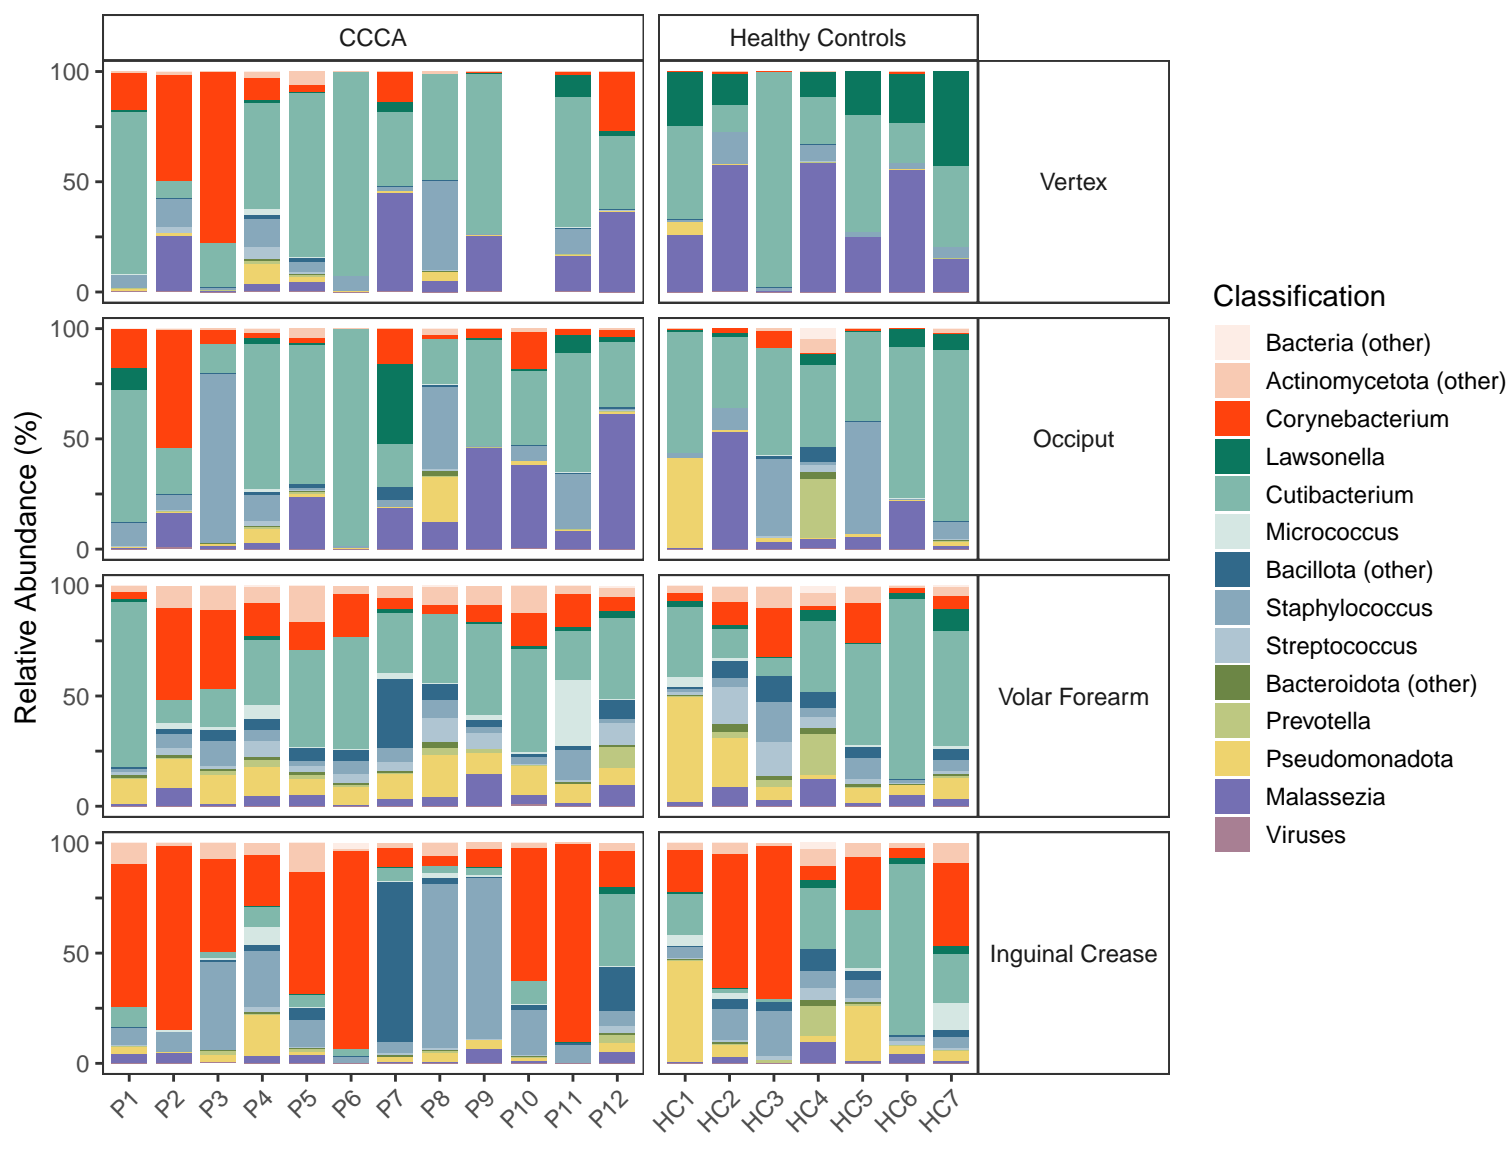 CCCA
Healthy Controls
100
50
0
Vertex
100
50
0
Occiput
100
50
0
Volar Forearm
100
50
0
Inguinal Crease
Relative Abundance (%)
P1 P2 P3 P4 P5 P6 P7 P8 P9 P10 P11 P12
HC1 HC2 HC3 HC4 HC5 HC6 HC7
Classification
Bacteria (other)
Actinomycetota (other)
Corynebacterium
Lawsonella
Cutibacterium
Micrococcus
Bacillota (other)
Staphylococcus
Streptococcus
Bacteroidota (other)
Prevotella
Pseudomonadota
Malassezia
Viruses